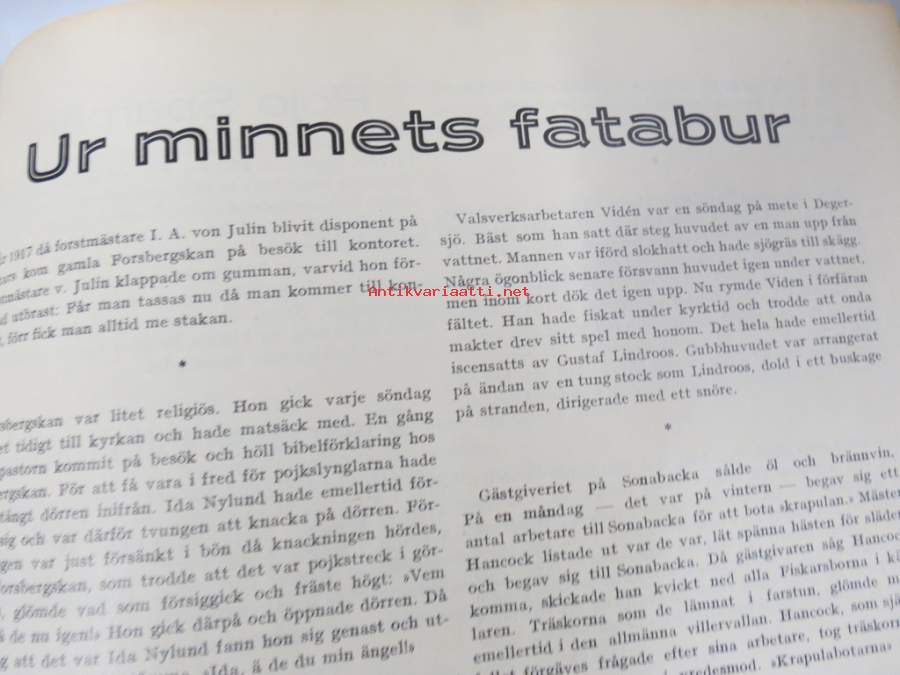 Ur minnets fatabur
1917 då forstmästare I. A. von Julin blivit disponent på
kom gamla Forsbergskan på besök till kontoret.
v. Julin klappade om gumman, varvid hon för-
utbrast: Får man tassas nu då man kommer till kon-
förr fick man alltid me stakan.
*
var litet religiös. Hon gick varje söndag
tidigt till kyrkan och hade matsäck med. En gång
pastorn kommit på besök och höll bibelförklaring hos
För att få vara i fred för pojkslynglarna hade
dörren inifrån. Ida Nylund hade emellertid för-
sig och var därför tvungen att knacka på dörren. För-
var just försänkt i bön då knackningen hördes,
som trodde att det var pojkstreck i gör-
glömde vad som försiggick och fräste högt: »Vem
de nu igen!» Hon gick därpå och öppnade dörren. Då
att det var Ida Nylund fann hon sig genast och ut-
»Ida, ä de du min ängel!»
Valsverksarbetaren Vidén var en söndag på mete i Deger-
sjö. Bäst som han satt där steg huvudet av en man upp från
vattnet. Mannen var iförd slokhatt och hade sjögräs till skägg.
Några ögonblick senare försvann huvudet igen under vattnet,
men inom kort dök det igen upp. Nu rymde Viden i förfäran
fältet. Han hade fiskat under kyrktid och trodde att onda
makter drev sitt spel med honom. Det hela hade emellertid
iscensatts av Gustaf Lindroos. Gubbhuvudet var arrangerat
på ändan av en tung stock som Lindroos, dold i ett buskage
på stranden, dirigerade med ett snöre.
*
Gästgiveriet på Sonabacka sålde öl och brännvin.
På en måndag — det var på vintern — begav sig ett
antal arbetare till Sonabacka för att bota »krapulan.» Mäster
Hancock listade ut var de var, lät spänna hästen för släden
och begav sig till Sonabacka. Då gästgivaren såg
komma, skickade han kvickt ned alla Fiskarsborna i
laren. Träskorna som de lämnat i farstun, glömde
emellertid i den allmänna villervallan. Hancock, som
förgäves frågade efter sina arbetare, tog
»Krapulabotarna»
Antikvariaatti.net